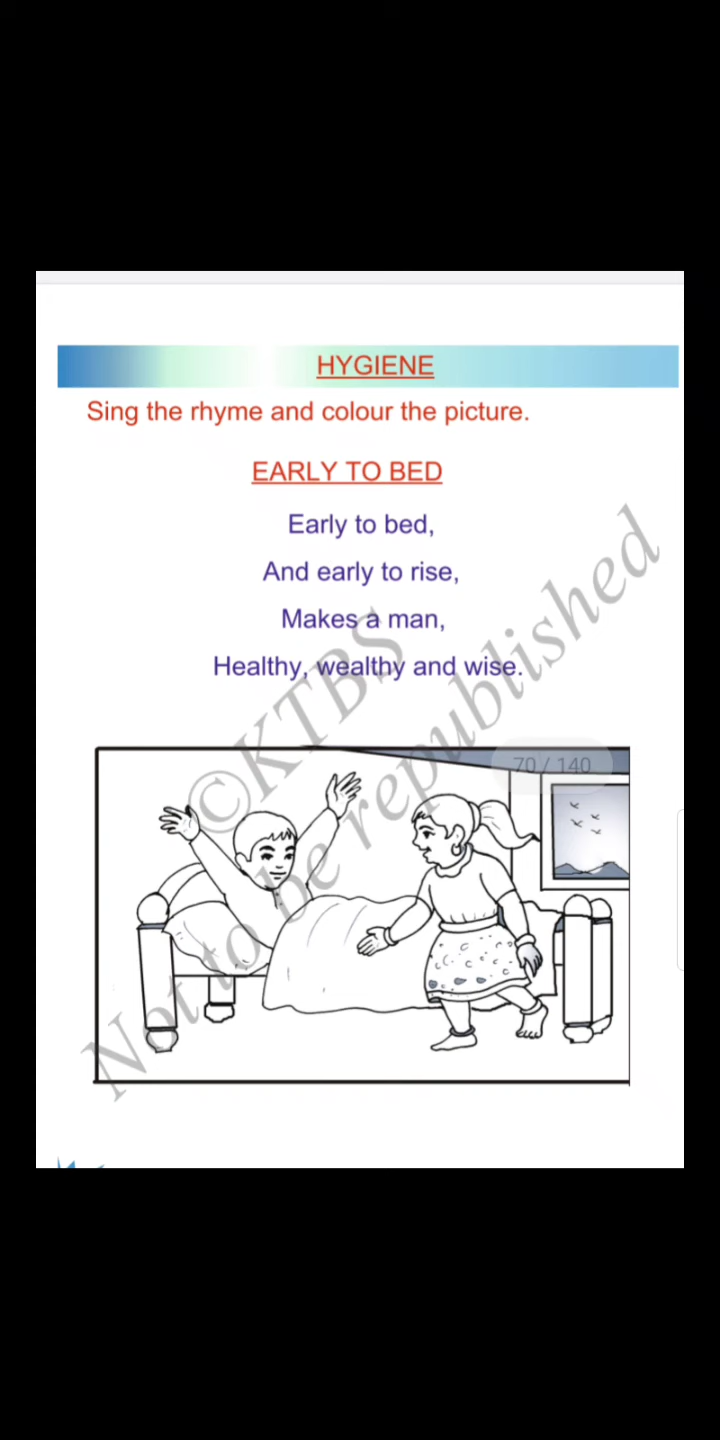 HYGIENE
Sing the rhyme and colour the picture.
EARLY TO BED
Early to bed,
And early to rise,
Makes a man,
Healthy, wealthy and wise.
©KTBS
Not to be republished
70 / 140